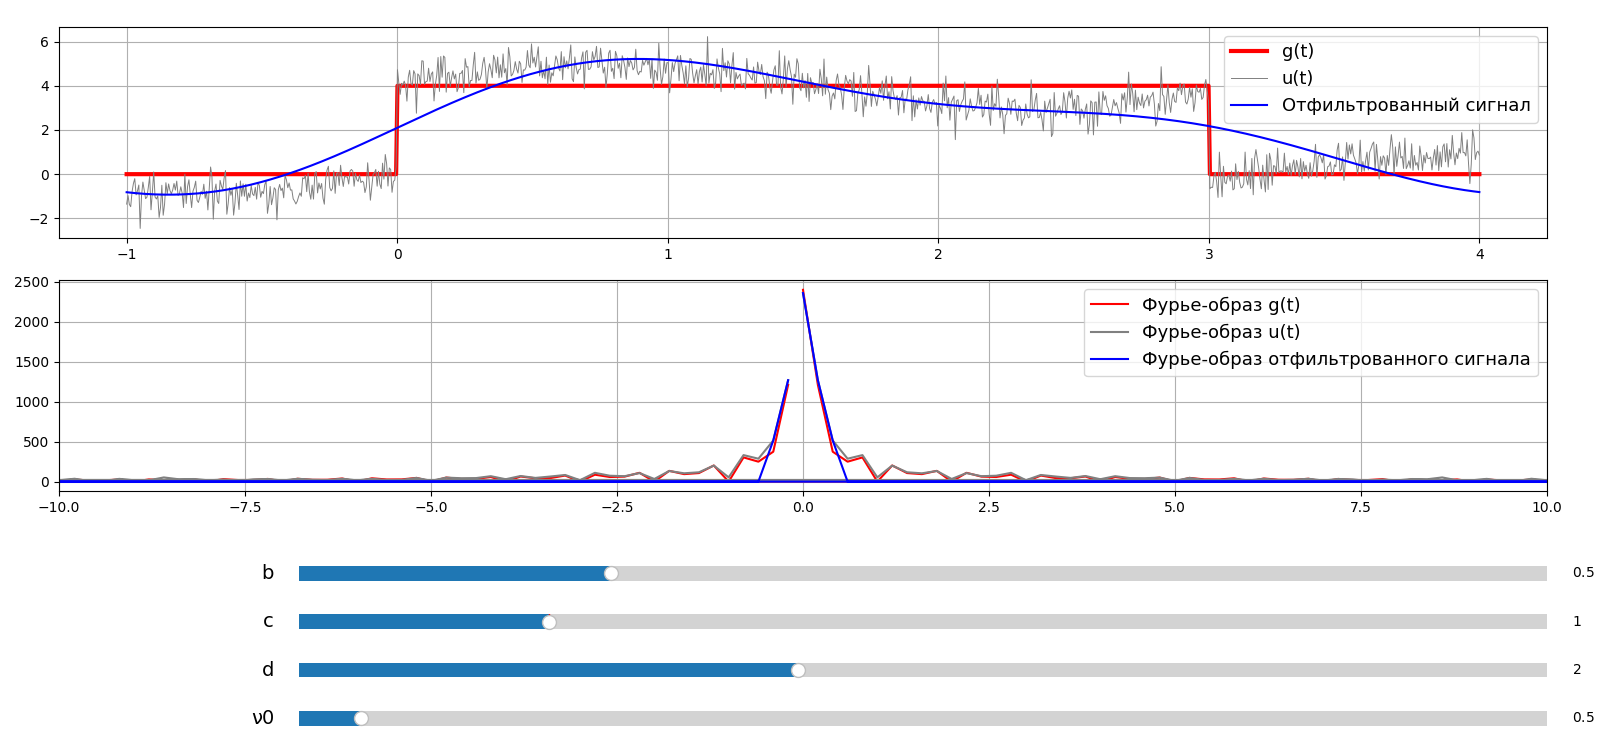 6
4
2
0
−2
g(t)
u(t)
Отфильтрованный сигнал
−1
0
1
2
3
4
2500
2000
1500
1000
500
0
Фурье-образ g(t)
Фурье-образ u(t)
Фурье-образ отфильтрованного сигнала
−10.0
−7.5
−5.0
−2.5
0.0
2.5
5.0
7.5
10.0
b 0.5
c 1
d 2
ν0 0.5